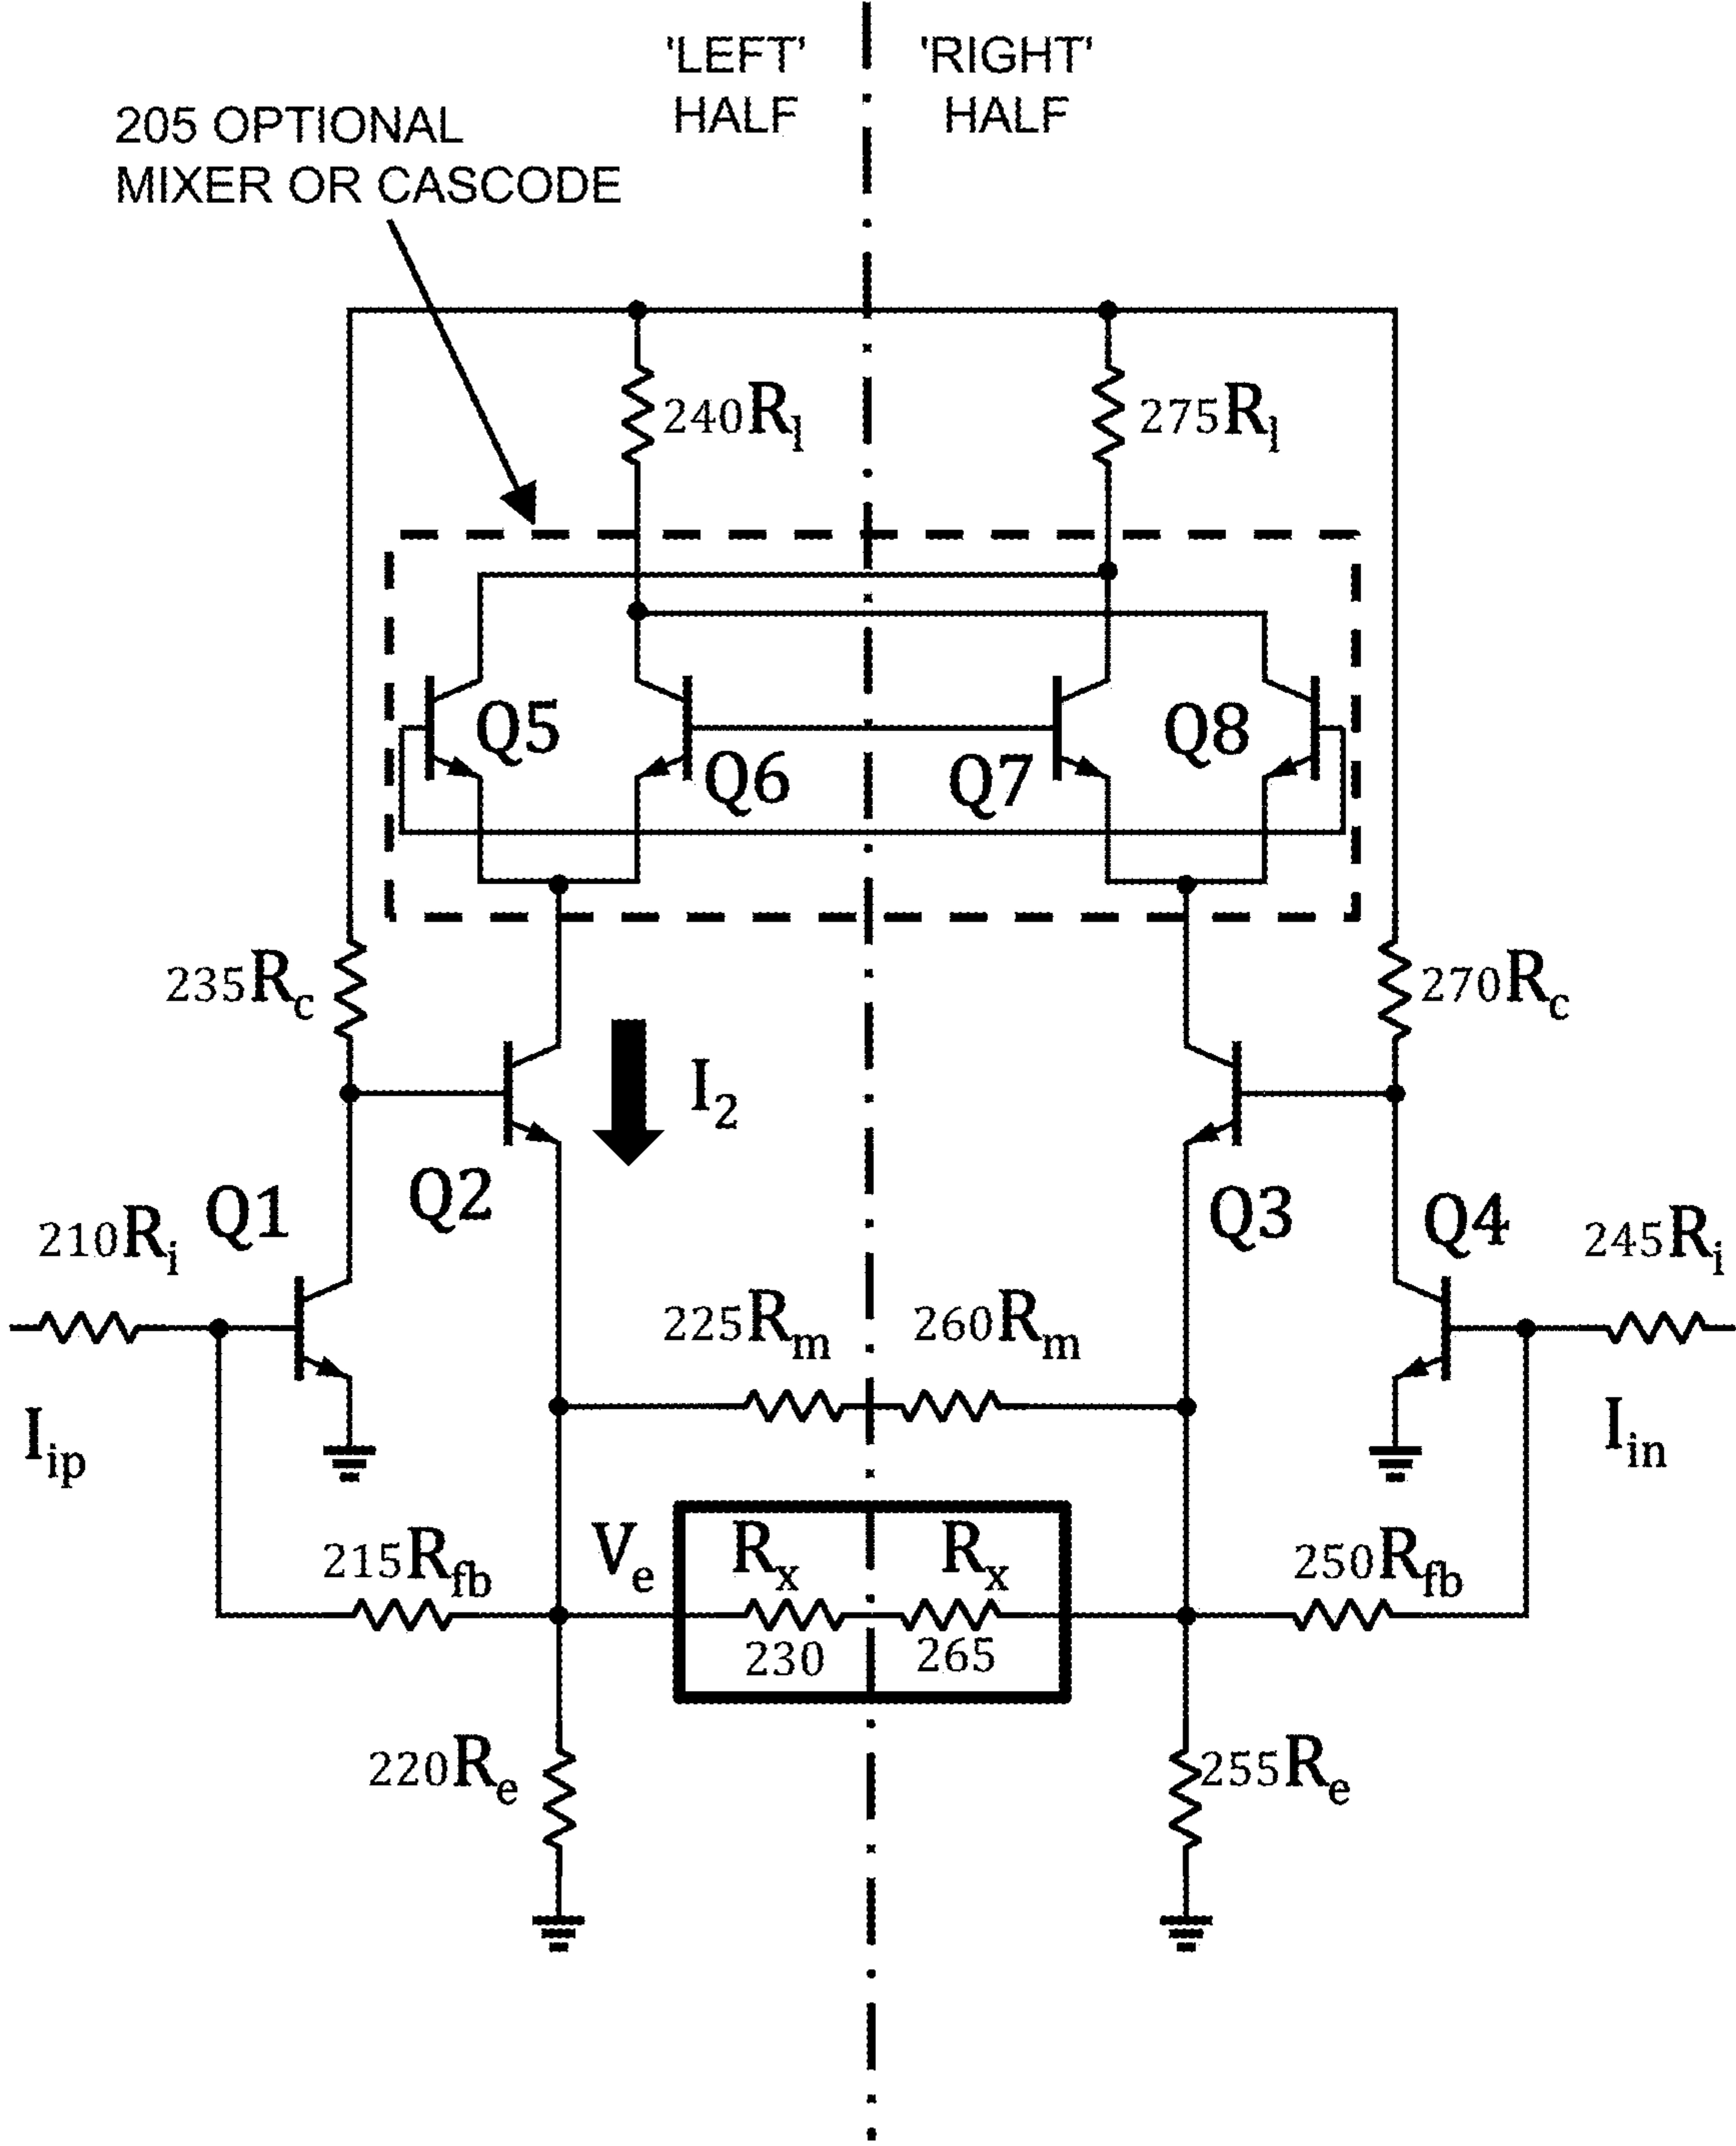 'LEFT' HALF
'RIGHT' HALF
205 OPTIONAL
MIXER OR CASCODE
240Rl
275Rl
Q5
Q6
Q7
Q8
235Rc
270Rc
I2
Q1
Q2
Q3
Q4
210Ri
245Ri
225Rm
260Rm
Iip
Iin
215Rfb
Ve
Rx
Rx
250Rfb
230
265
220Re
255Re